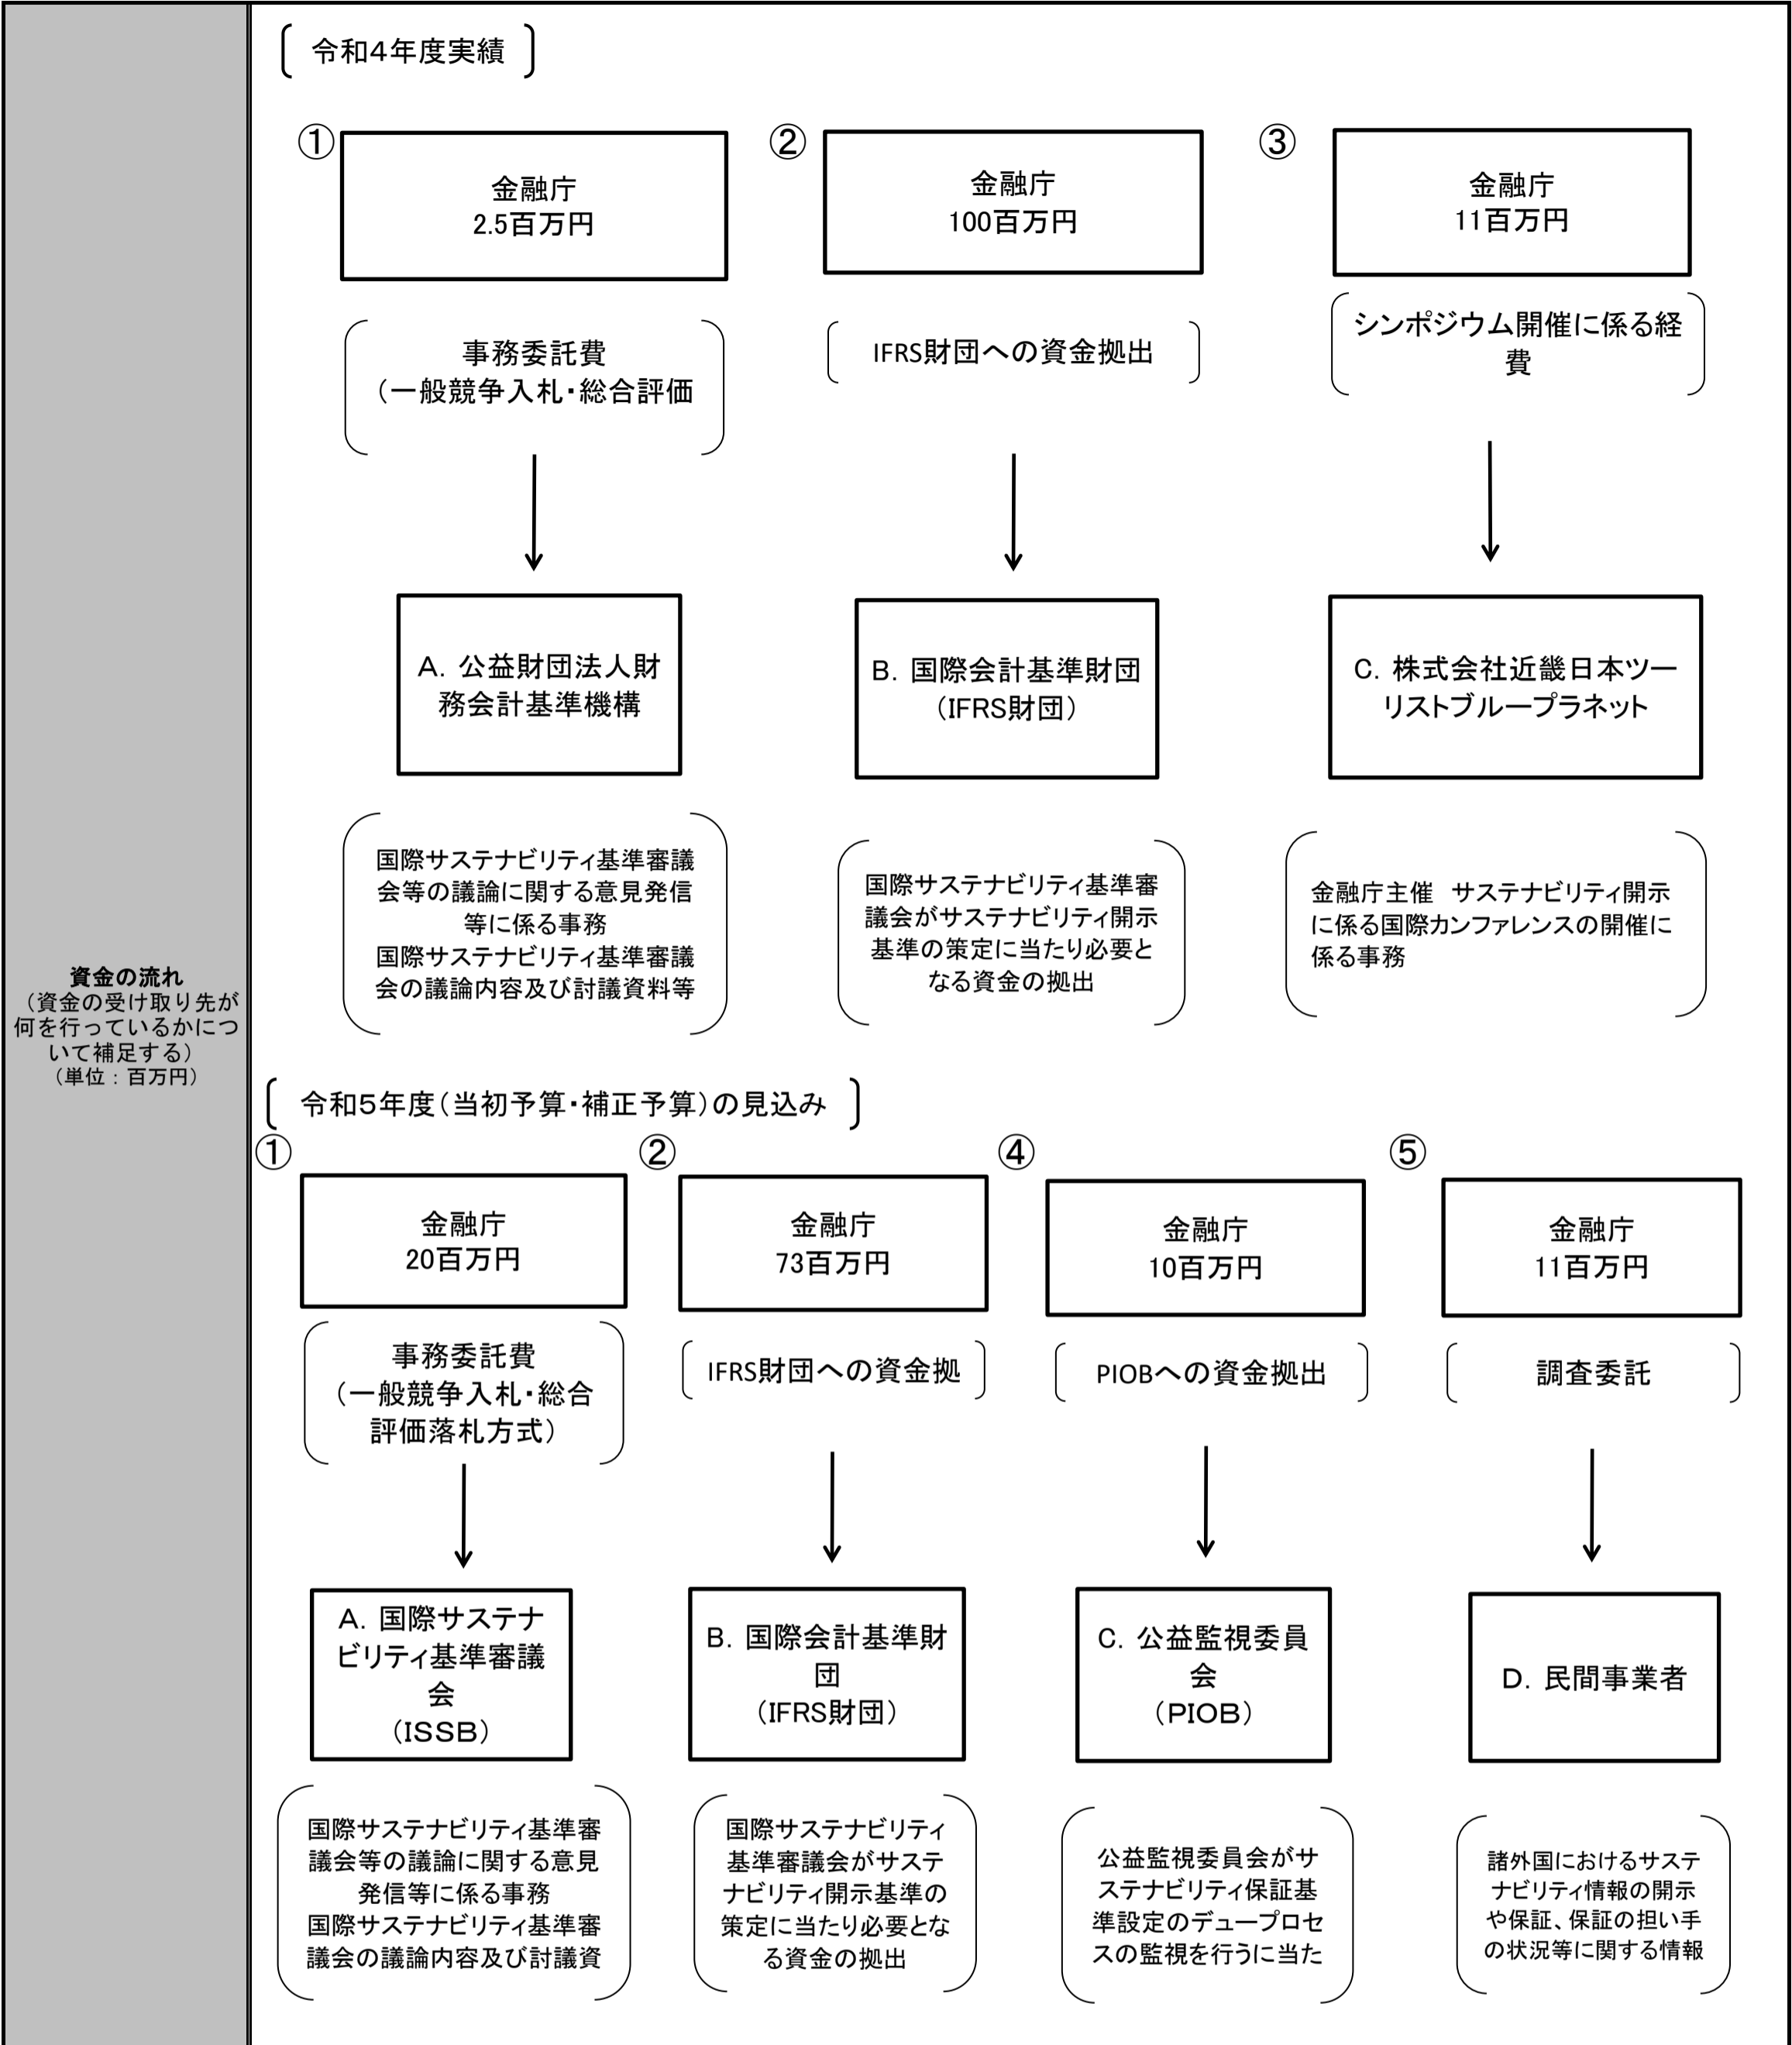 資金の流れ
（資金の受け取り先が
何を行っているかにつ
いて補足する）
（単位：百万円）
令和4年度実績
①
金融庁
2.5百万円
事務委託費
（一般競争入札・総合評価
A．公益財団法人財
務会計基準機構
国際サステナビリティ基準審議
会等の議論に関する意見発信
等に係る事務
国際サステナビリティ基準審議
会の議論内容及び討議資料等
②
金融庁
100百万円
IFRS財団への資金拠出
B．国際会計基準財団
（IFRS財団）
国際サステナビリティ基準審
議会がサステナビリティ開示
基準の策定に当たり必要と
なる資金の拠出
③
金融庁
11百万円
シンポジウム開催に係る経
費
C．株式会社近畿日本ツー
リストブループラネット
金融庁主催　サステナビリティ開示
に係る国際カンファレンスの開催に
係る事務
令和5年度（当初予算・補正予算）の見込み
①
金融庁
20百万円
事務委託費
（一般競争入札・総合
評価落札方式）
A．国際サステナ
ビリティ基準審議
会
（ISSB）
国際サステナビリティ基準審
議会等の議論に関する意見
発信等に係る事務
国際サステナビリティ基準審
議会の議論内容及び討議資
②
金融庁
73百万円
IFRS財団への資金拠
B．国際会計基準財
団
（IFRS財団）
国際サステナビリティ
基準審議会がサステ
ナビリティ開示基準の
策定に当たり必要とな
る資金の拠出
④
金融庁
10百万円
PIOBへの資金拠出
C．公益監視委員
会
（PIOB）
公益監視委員会がサ
ステナビリティ保証基
準設定のデュープロセ
スの監視を行うに当た
⑤
金融庁
11百万円
調査委託
D．民間事業者
諸外国におけるサステ
ナビリティ情報の開示
や保証、保証の担い手
の状況等に関する情報